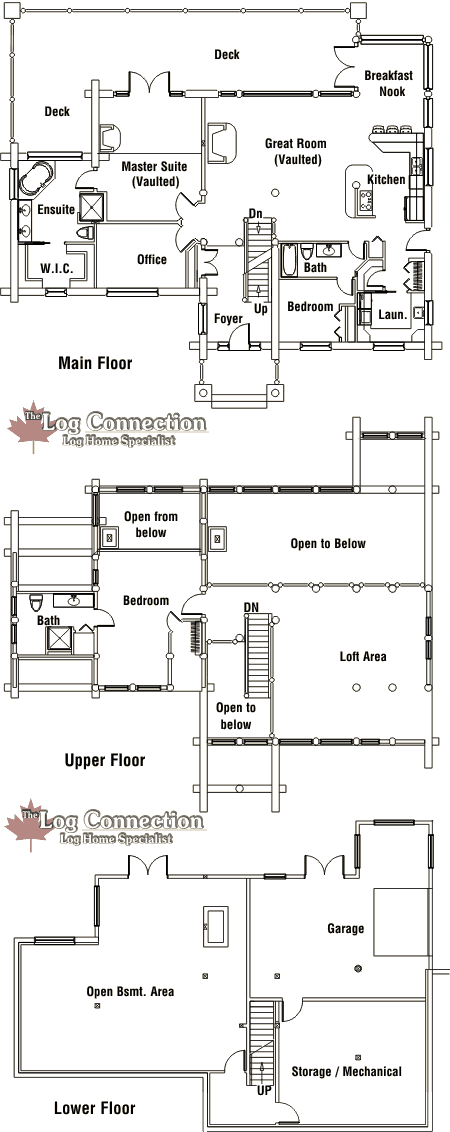 Deck
Breakfast
Nook
Deck
Great Room
(Vaulted)
Master Suite
(Vaulted)
Kitchen
Ensuite
Dn
Office
W.I.C.
Bath
Up
Bedroom
Foyer
Laun.
Main Floor
The Log Connection
Log Home Specialist
Open from
below
Open to Below
Bedroom
DN
Bath
Loft Area
Open to
below
Upper Floor
The Log Connection
Log Home Specialist
Garage
Open Bsmt. Area
Storage / Mechanical
UP
Lower Floor